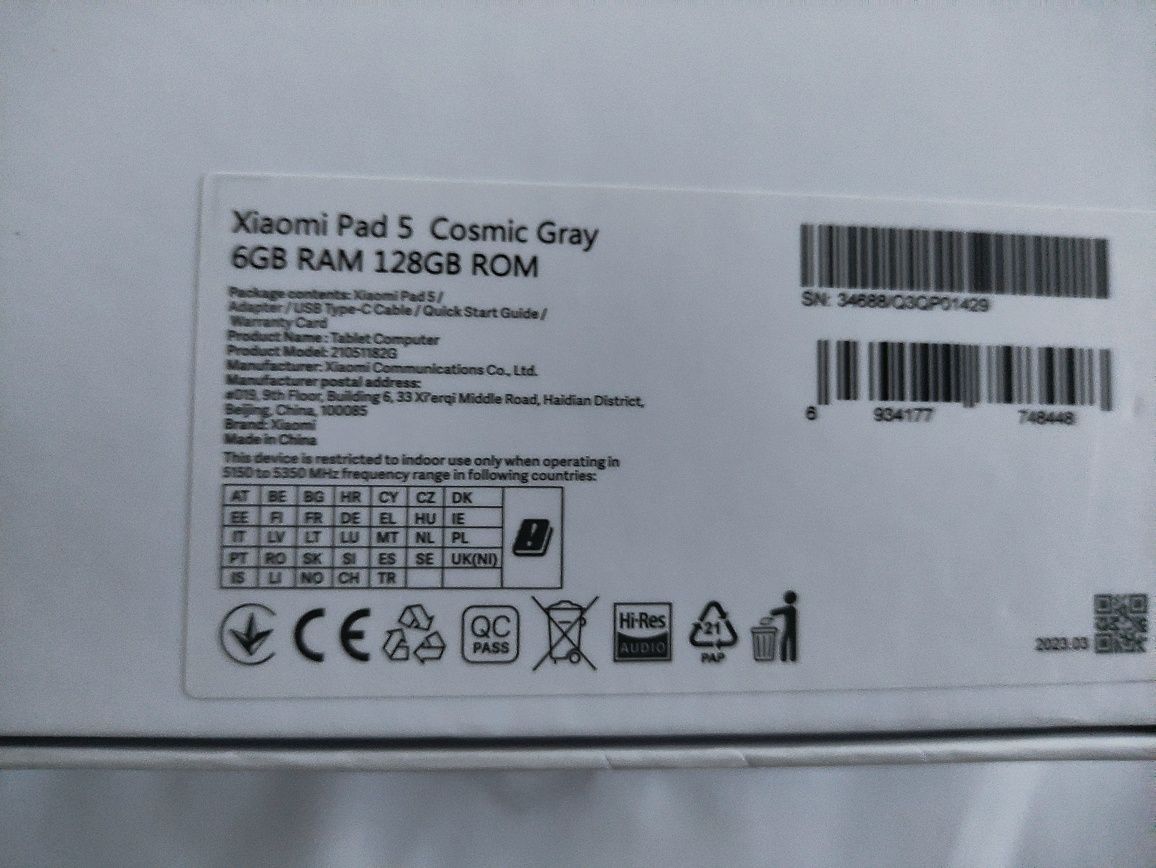 Xiaomi Pad 5 Cosmic Gray
6GB RAM 128GB ROM
Package contents: Xiaomi Pad 5 /
Adapter / USB Type-C Cable / Quick Start Guide /
Warranty Card
Product Name : Tablet Computer
Product Model: 21051182G
Manufacturer: Xiaomi Communications Co., Ltd.
Manufacturer postal address:
#019, 9th Floor, Building 6, 33 Xi'erqi Middle Road, Haidian District,
Beijing, China, 100085
Brand: Xiaomi
Made in China
This device is restricted to indoor use only when operating in
5150 to 5350 MHz frequency range in following countries:
AT BE BG HR CY CZ DK
EE FI FR DE EL HU IE
IT LV LT LU MT NL PL
PT RO SK SI ES SE UK(NI)
IS LI NO CH TR
CE
QC
PASS
Hi-Res
AUDIO
21
PAP
SN: 34688/Q3QP01429
6 934177 748448
2023.03